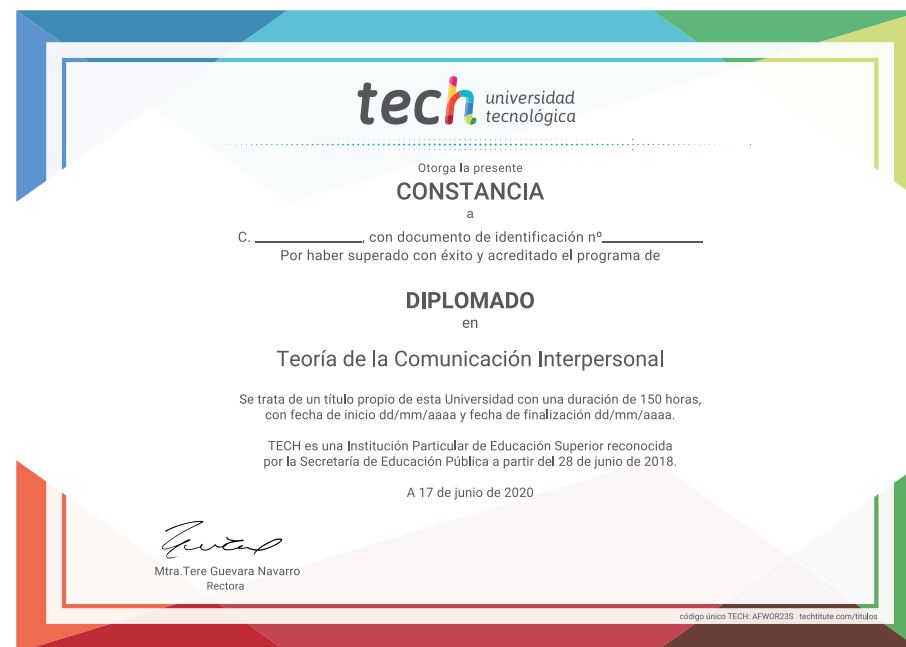 tech universidad
tecnológica
Otorga la presente
CONSTANCIA
a
C. ____________, con documento de identificación nº____________
Por haber superado con éxito y acreditado el programa de
DIPLOMADO
en
Teoría de la Comunicación Interpersonal
Se trata de un título propio de esta Universidad con una duración de 150 horas,
con fecha de inicio dd/mm/aaaa y fecha de finalización dd/mm/aaaa.
TECH es una Institución Particular de Educación Superior reconocida
por la Secretaría de Educación Pública a partir del 28 de junio de 2018.
A 17 de junio de 2020
Mtra.Tere Guevara Navarro
Rectora
código único TECH: AFWOR23S techtitute.com/titulos